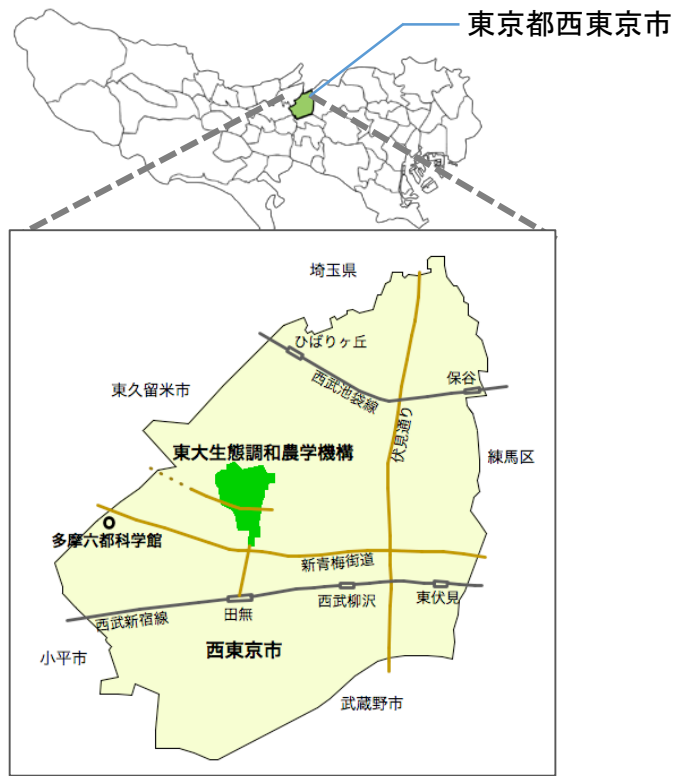 東京都西東京市
埼玉県
ひばりヶ丘
西武池袋線
保谷
東久留米市
伏見通り
東大生態調和農学機構
練馬区
多摩六都科学館
新青梅街道
西武柳沢
東伏見
田無
西武新宿線
西東京市
小平市
武蔵野市